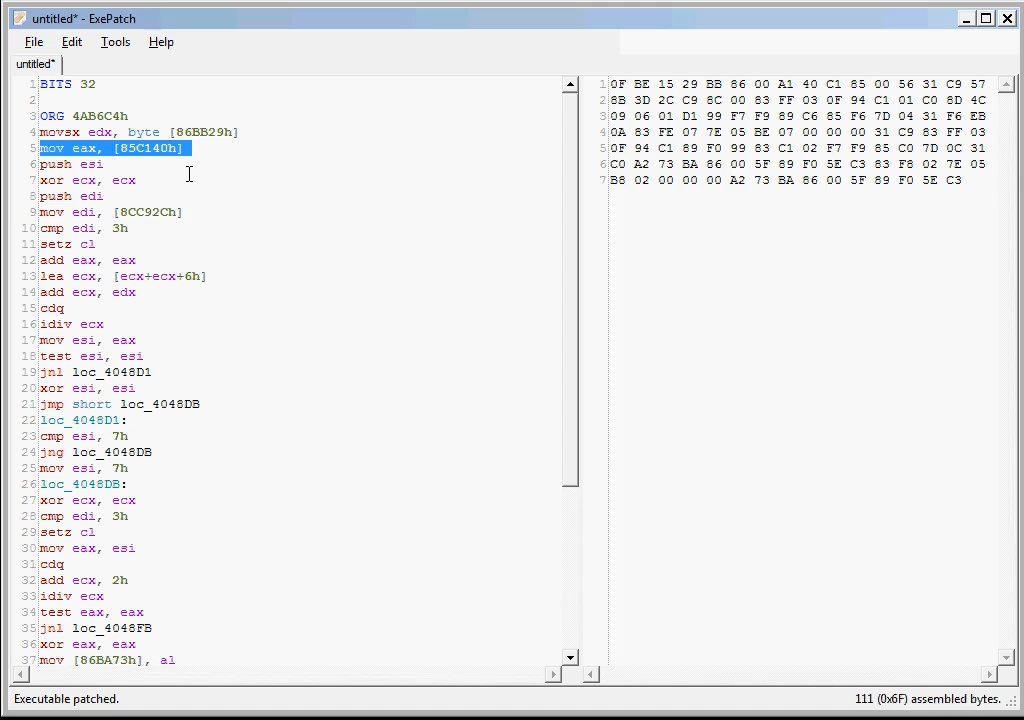 untitled* - ExePatch
File Edit Tools Help
untitled*
1 BITS 32
2
3 ORG 4AB6C4h
4 movsx edx, byte [86BB29h]
5 mov eax, [85C140h]
6 push esi
7 xor ecx, ecx
8 push edi
9 mov edi, [8CC92Ch]
10 cmp edi, 3h
11 setz cl
12 add eax, eax
13 lea ecx, [ecx+ecx+6h]
14 add ecx, edx
15 cdq
16 idiv ecx
17 mov esi, eax
18 test esi, esi
19 jnl loc_4048D1
20 xor esi, esi
21 jmp short loc_4048DB
22 loc_4048D1:
23 cmp esi, 7h
24 jng loc_4048DB
25 mov esi, 7h
26 loc_4048DB:
27 xor ecx, ecx
28 cmp edi, 3h
29 setz cl
30 mov eax, esi
31 cdq
32 add ecx, 2h
33 idiv ecx
34 test eax, eax
35 jnl loc_4048FB
36 xor eax, eax
37 mov [86BA73h], al
1 0F BE 15 29 BB 86 00 A1 40 C1 85 00 56 31 C9 57
2 8B 3D 2C C9 8C 00 83 FF 03 0F 94 C1 01 C0 8D 4C
3 09 06 01 D1 99 F7 F9 89 C6 85 F6 7D 04 31 F6 EB
4 0A 83 FE 07 7E 05 BE 07 00 00 00 31 C9 83 FF 03
5 0F 94 C1 89 F0 99 83 C1 02 F7 F9 85 C0 7D 0C 31
6 C0 A2 73 BA 86 00 5F 89 F0 5E C3 83 F8 02 7E 05
7 B8 02 00 00 00 A2 73 BA 86 00 5F 89 F0 5E C3
Executable patched.
111 (0x6F) assembled bytes.